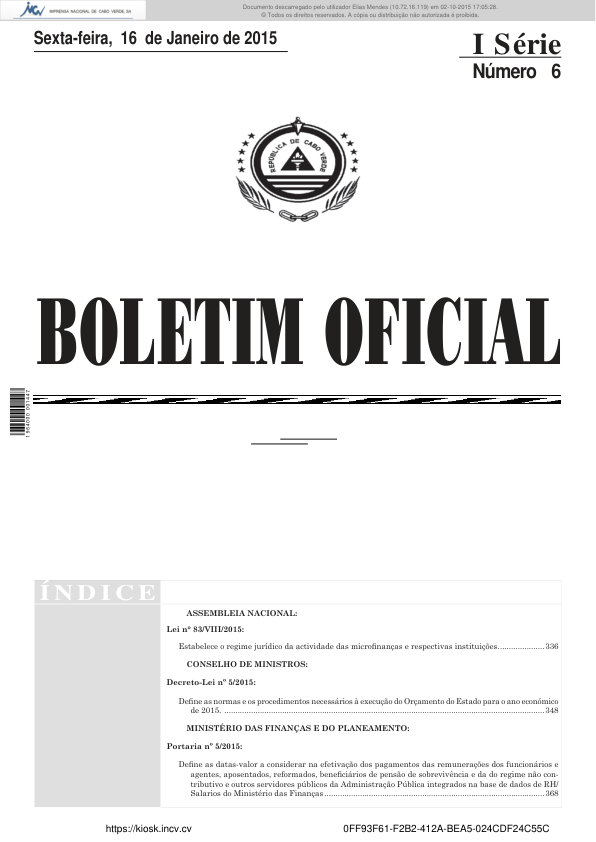 INCV IMPRENSA NACIONAL DE CABO VERDE, SA
Documento descarregado pelo utilizador Elias Mendes (10.72.16.119) em 02-10-2015 17:05:26.
© Todos os direitos reservados. A cópia ou distribuição não autorizada é proibida.
Sexta-feira, 16 de Janeiro de 2015
I Série
Número 6
REPÚBLICA DE CABO VERDE
BOLETIM OFICIAL
ÍNDICE
ASSEMBLEIA NACIONAL:
Lei nº 83/VIII/2015:
Estabelece o regime jurídico da actividade das microfinanças e respectivas instituições.....................336
CONSELHO DE MINISTROS:
Decreto-Lei nº 5/2015:
Define as normas e os procedimentos necessários à execução do Orçamento do Estado para o ano económico
de 2015. ........................................................................................................................348
MINISTÉRIO DAS FINANÇAS E DO PLANEAMENTO:
Portaria nº 5/2015:
Define as datas-valor a considerar na efetivação dos pagamentos das remunerações dos funcionários e
agentes, aposentados, reformados, beneficiários de pensão de sobrevivência e da do regime não con-
tributivo e outros servidores públicos da Administração Pública integrados na base de dados de RH/
Salarios do Ministério das Finanças.........................................................................................368
https://kiosk.incv.cv
0FF93F61-F2B2-412A-BEA5-024CDF24C55C